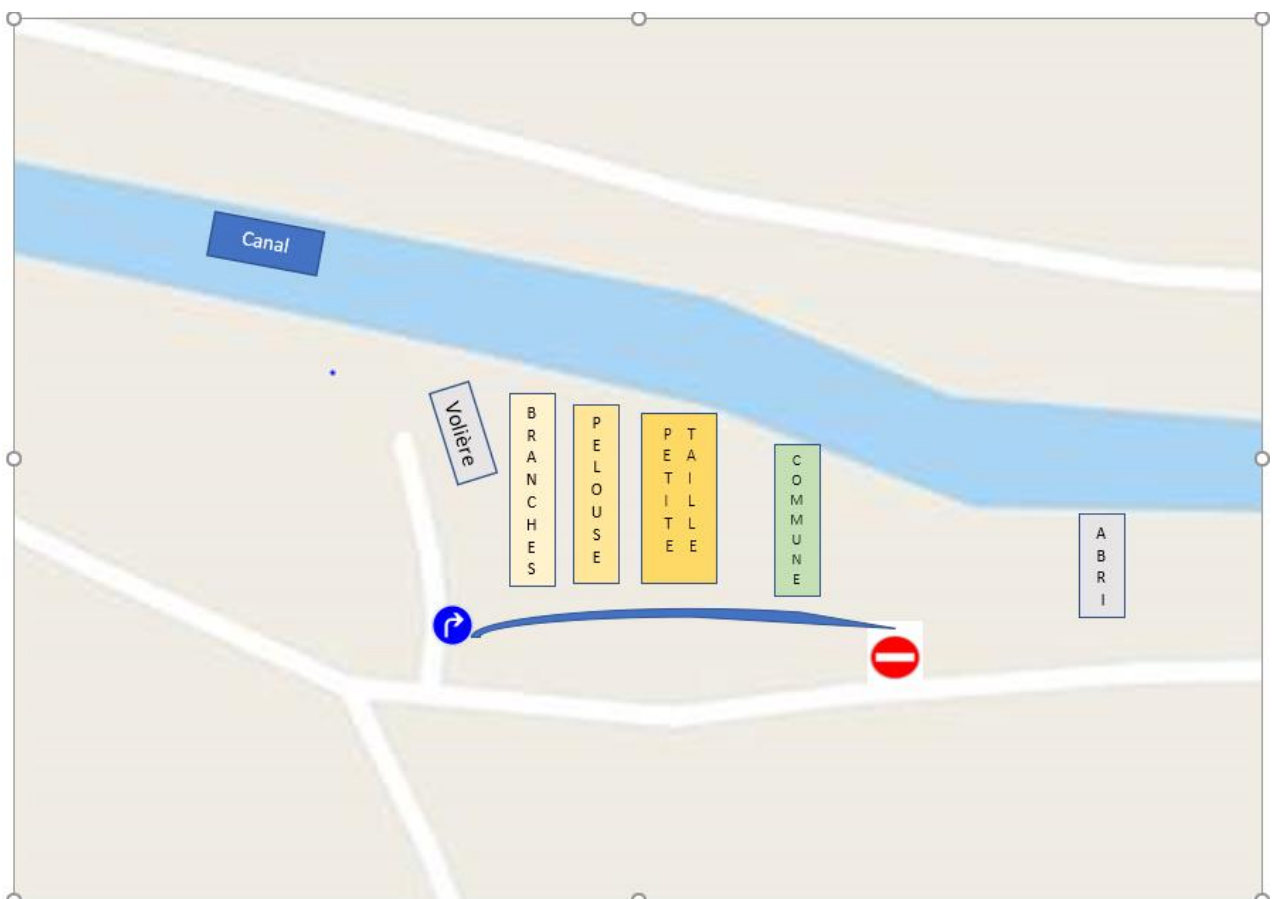 Canal
Volière
BRANCHES
PELOUSE
PETITE
TAILLE
COMMUNE
ABRI